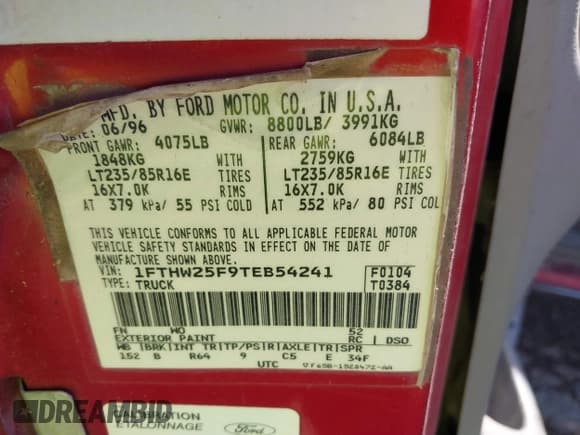 MFD. BY FORD MOTOR CO. IN U.S.A.
DATE: 06/96 GVWR: 8800LB/ 3991KG
FRONT GAWR: 4075LB REAR GAWR: 6084LB
1848KG WITH 2759KG WITH
LT235/85R16E TIRES LT235/85R16E TIRES
16X7.0K RIMS 16X7.0K RIMS
AT 379 kPa/ 55 PSI COLD AT 552 kPa/ 80 PSI COL
THIS VEHICLE CONFORMS TO ALL APPLICABLE FEDERAL MOTOR
VEHICLE SAFETY STANDARDS IN EFFECT ON THE DATE OF
MANUFACTURE SHOWN ABOVE.
VIN: 1FTHW25F9TEB54241 F0104
TYPE: TRUCK T0384
FN WO 52
EXTERIOR PAINT RC DSO
WB BRK INT TR TP/PS R AXLE TR SPR
152 B R64 9 C5 E 34F
UTC
CALIBRATION
ETALONNAGE
Ford
DREAMBID